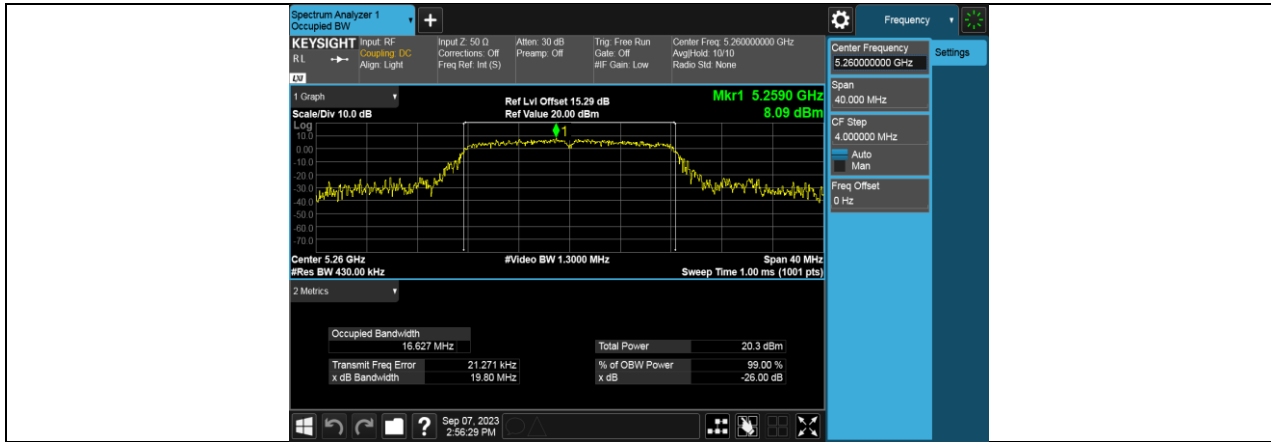 Spectrum Analyzer 1
Occupied BW
+
Frequency
KEYSIGHT
RL
LXI
Input: RF
Coupling: DC
Align: Light
Input Z: 50 Ω
Corrections: Off
Freq Ref: Int (S)
Atten: 30 dB
Preamp: Off
Trig: Free Run
Gate: Off
#IF Gain: Low
Center Freq: 5.260000000 GHz
Avg|Hold: 10/10
Radio Std: None
Center Frequency
5.260000000 GHz
Settings
Span
40.000 MHz
CF Step
4.000000 MHz
Auto
Man
Freq Offset
0 Hz
1 Graph
Scale/Div 10.0 dB
Ref Lvl Offset 15.29 dB
Ref Value 20.00 dBm
Mkr1 5.2590 GHz
8.09 dBm
Log
10.0
0.00
-10.0
-20.0
-30.0
-40.0
-50.0
-60.0
-70.0
1
Center 5.26 GHz
#Res BW 430.00 kHz
#Video BW 1.3000 MHz
Span 40 MHz
Sweep Time 1.00 ms (1001 pts)
2 Metrics
Occupied Bandwidth
16.627 MHz
Transmit Freq Error 21.271 kHz
x dB Bandwidth 19.80 MHz
Total Power 20.3 dBm
% of OBW Power 99.00 %
x dB -26.00 dB
?
Sep 07, 2023
2:56:29 PM